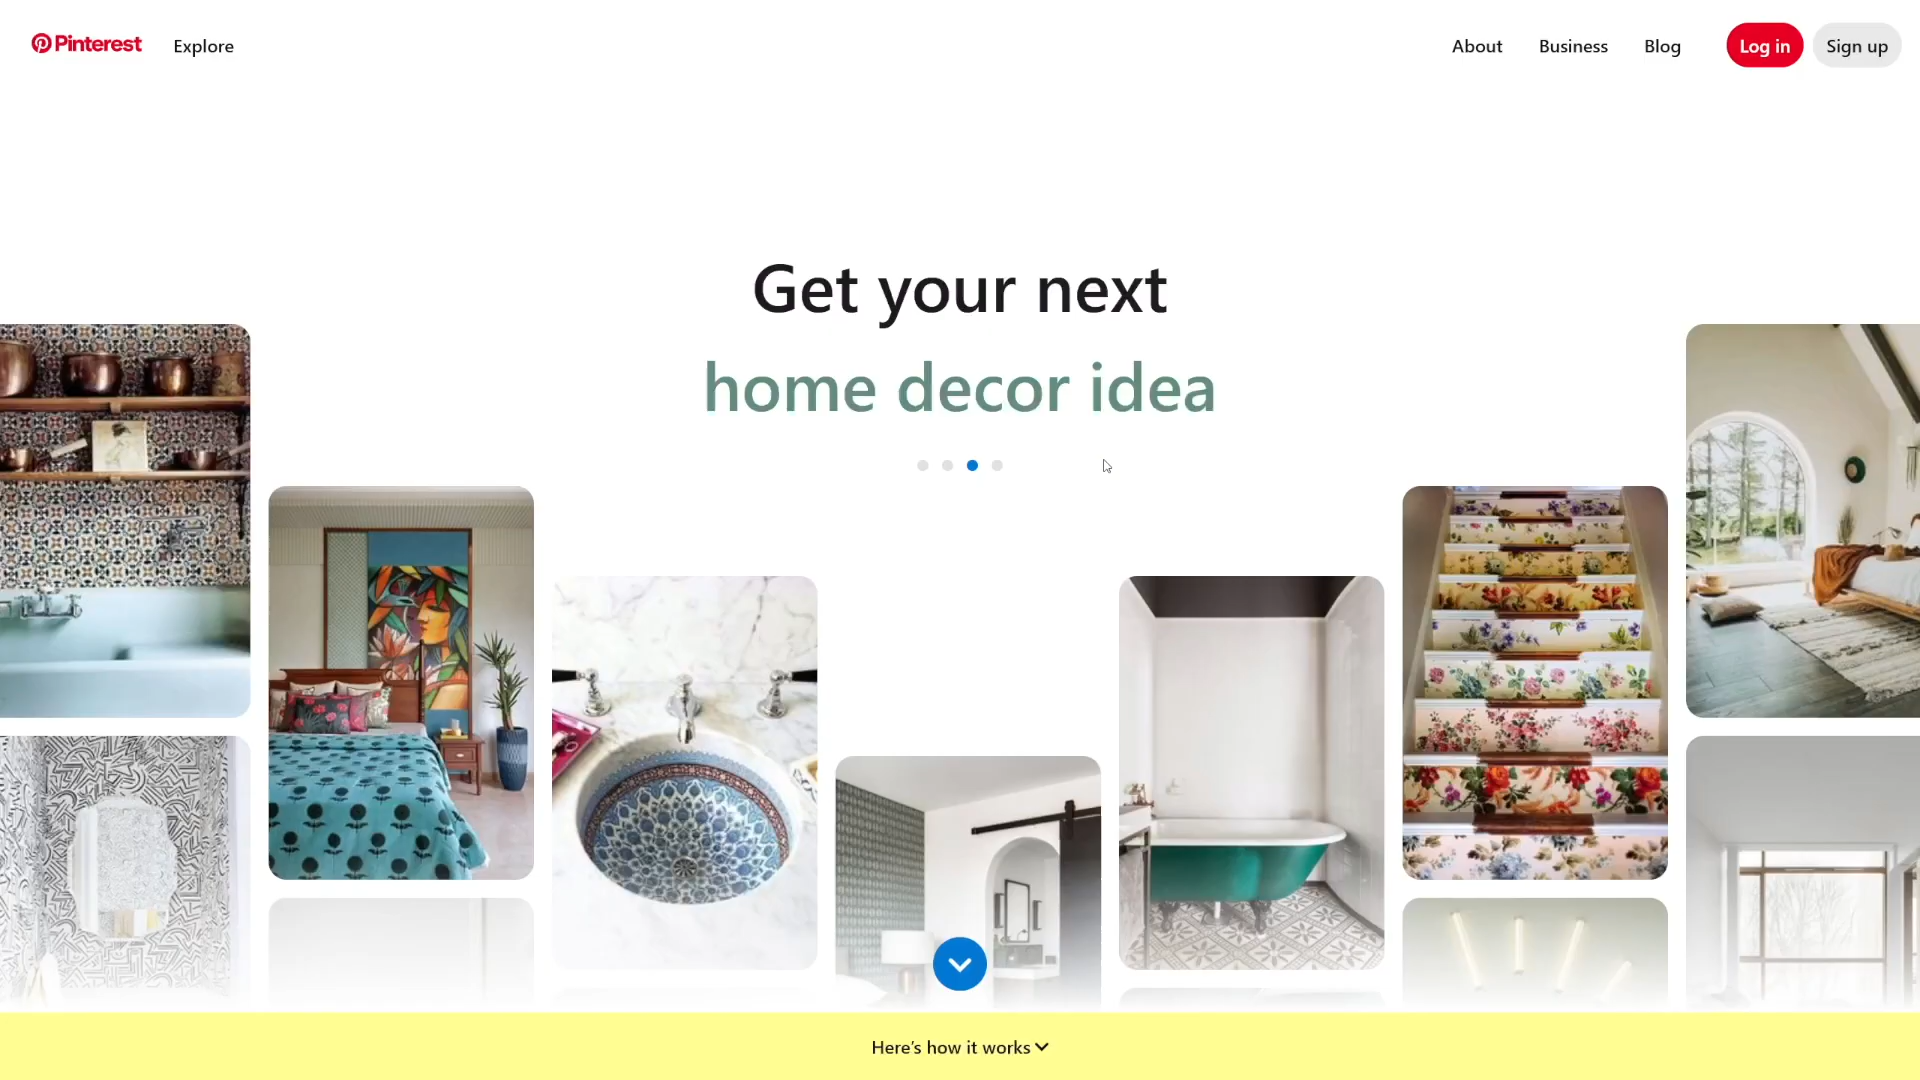 Pinterest
Explore
About
Business
Blog
Log in
Sign up
Get your next
home decor idea
Here's how it works